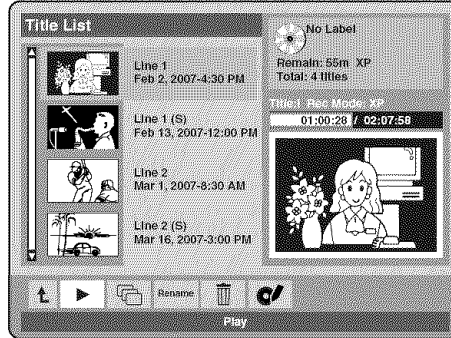 Title List
No Label
Remain: 55m XP
Total: 4 titles
Line 1
Feb 2, 2007-4:30 PM
Line 1 (S)
Feb 13, 2007-12:00 PM
Line 2
Mar 1, 2007-8:30 AM
Line 2 (S)
Mar 16, 2007-3:00 PM
Title:1 Rec Mode: XP
01:00:28 / 02:07:58
Rename
Play